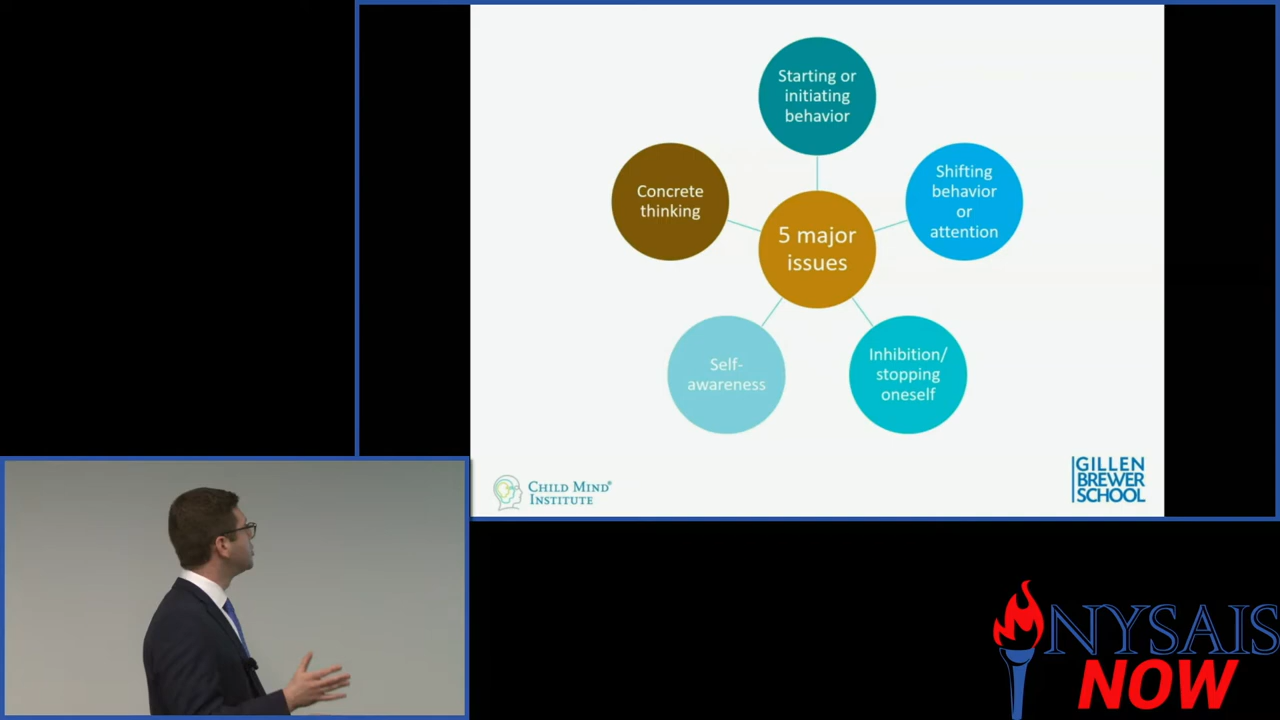 Starting or
initiating
behavior
Shifting
behavior
or
attention
Inhibition/
stopping
oneself
Self-
awareness
Concrete
thinking
5 major
issues
CHILD MIND®
INSTITUTE
GILLEN
BREWER
SCHOOL
NYSAIS
NOW